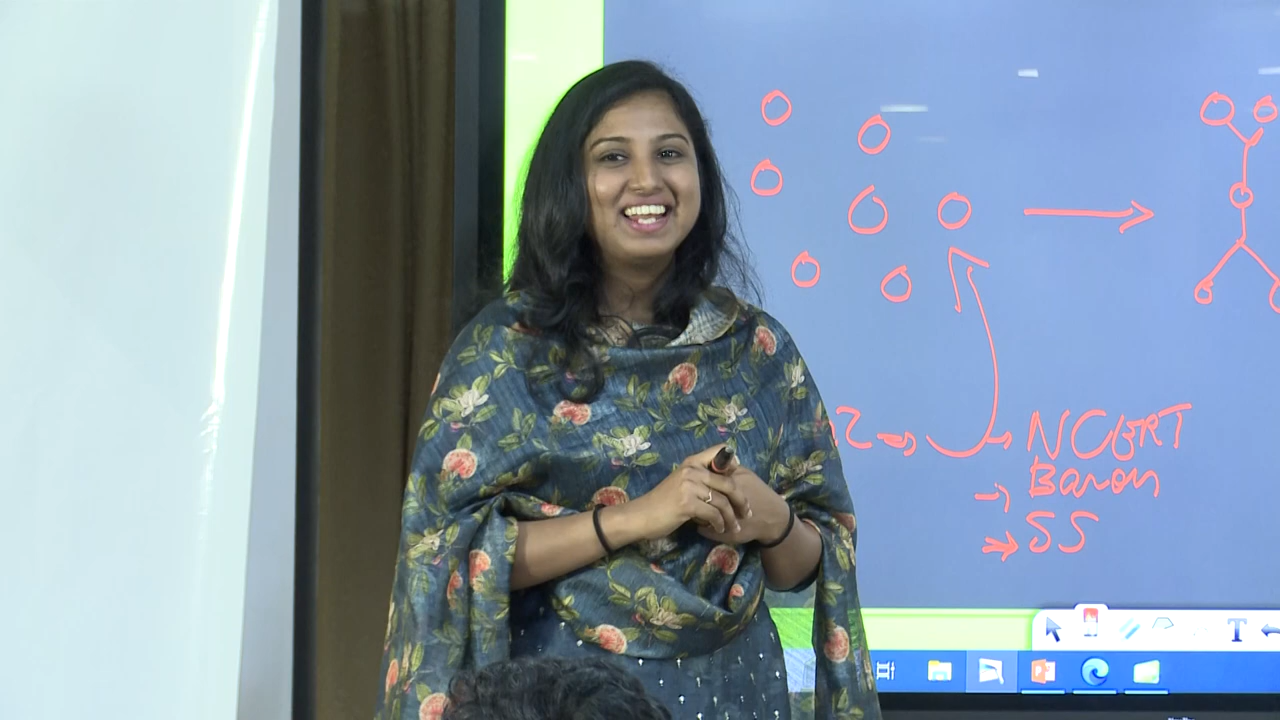 2 → → NCERT
→ Baron
→ SS
T